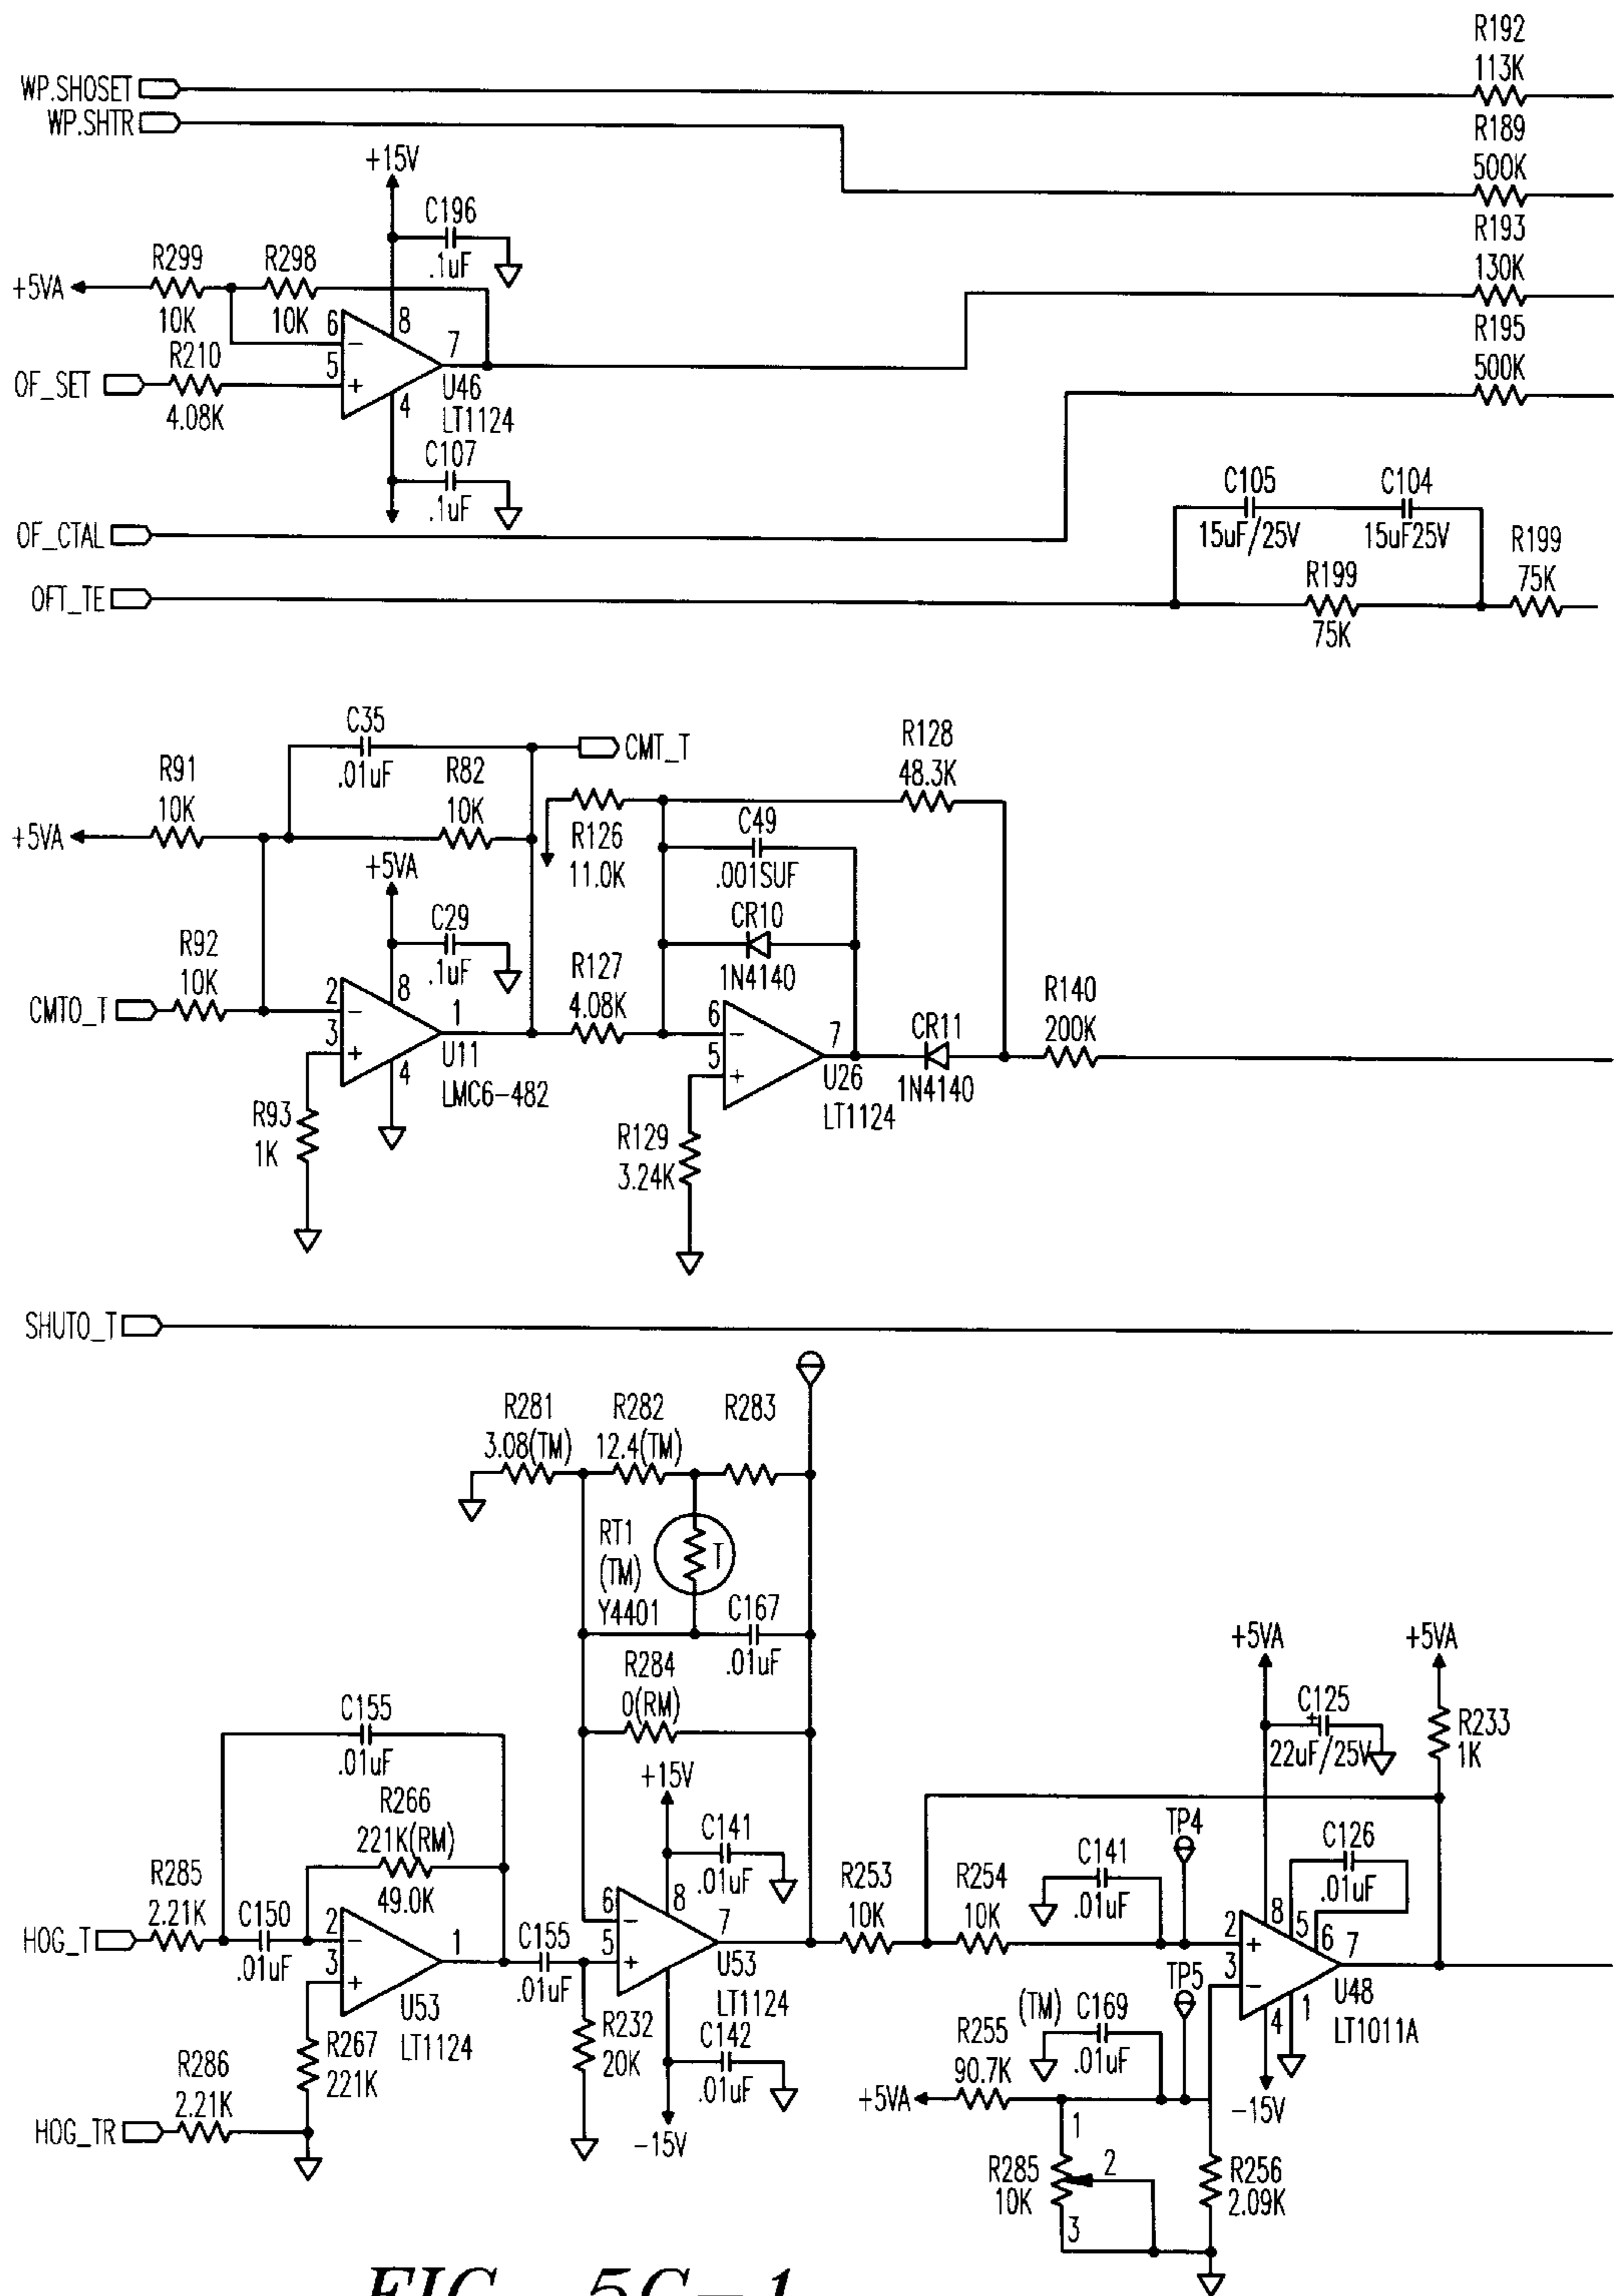 R192
113K
WP.SHOSET
WP.SHTR
R189
500K
+15V
C196
.1uF
R193
130K
R299
10K
R298
10K
+5VA
6
8
7
5
4
R210
4.08K
OF_SET
U46
LT1124
R195
500K
C107
.1uF
OF_CTAL
C105
15uF/25V
C104
15uF25V
R199
75K
OFT_TE
R199
75K
C35
.01uF
CMT_T
R128
48.3K
R91
10K
R82
10K
+5VA
R126
11.0K
C49
.001SUF
+5VA
C29
.1uF
CR10
1N4140
R92
10K
R127
4.08K
CMTO_T
2
8
1
3
4
U11
LMC6-482
6
7
5
U26
LT1124
CR11
1N4140
R140
200K
R93
1K
R129
3.24K
SHUTO_T
R281
3.08(TM)
R282
12.4(TM)
R283
RT1
(TM)
Y4401
T
C167
.01uF
R284
0(RM)
+5VA
+5VA
C155
.01uF
C125
+
22uF/25V
R233
1K
+15V
R266
221K(RM)
49.0K
C141
.01uF
TP4
C126
.01uF
R285
2.21K
C150
.01uF
HOG_T
2
1
3
U53
LT1124
C155
.01uF
6
8
7
5
U53
LT1124
R253
10K
R254
10K
C141
.01uF
2
8
5
6
7
3
4
1
U48
LT1011A
TP5
R267
221K
R232
20K
C142
.01uF
-15V
(TM)
C169
.01uF
R255
90.7K
+5VA
-15V
R286
2.21K
HOG_TR
1
R285
10K
2
3
R256
2.09K
FIG. 5C-1